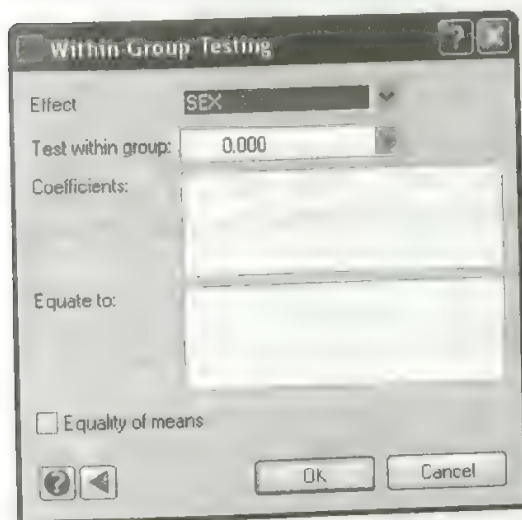 Within-Group Testing
Effect SEX
Test within group: 0.000
Coefficients:
Equate to:
Equality of means
OK Cancel